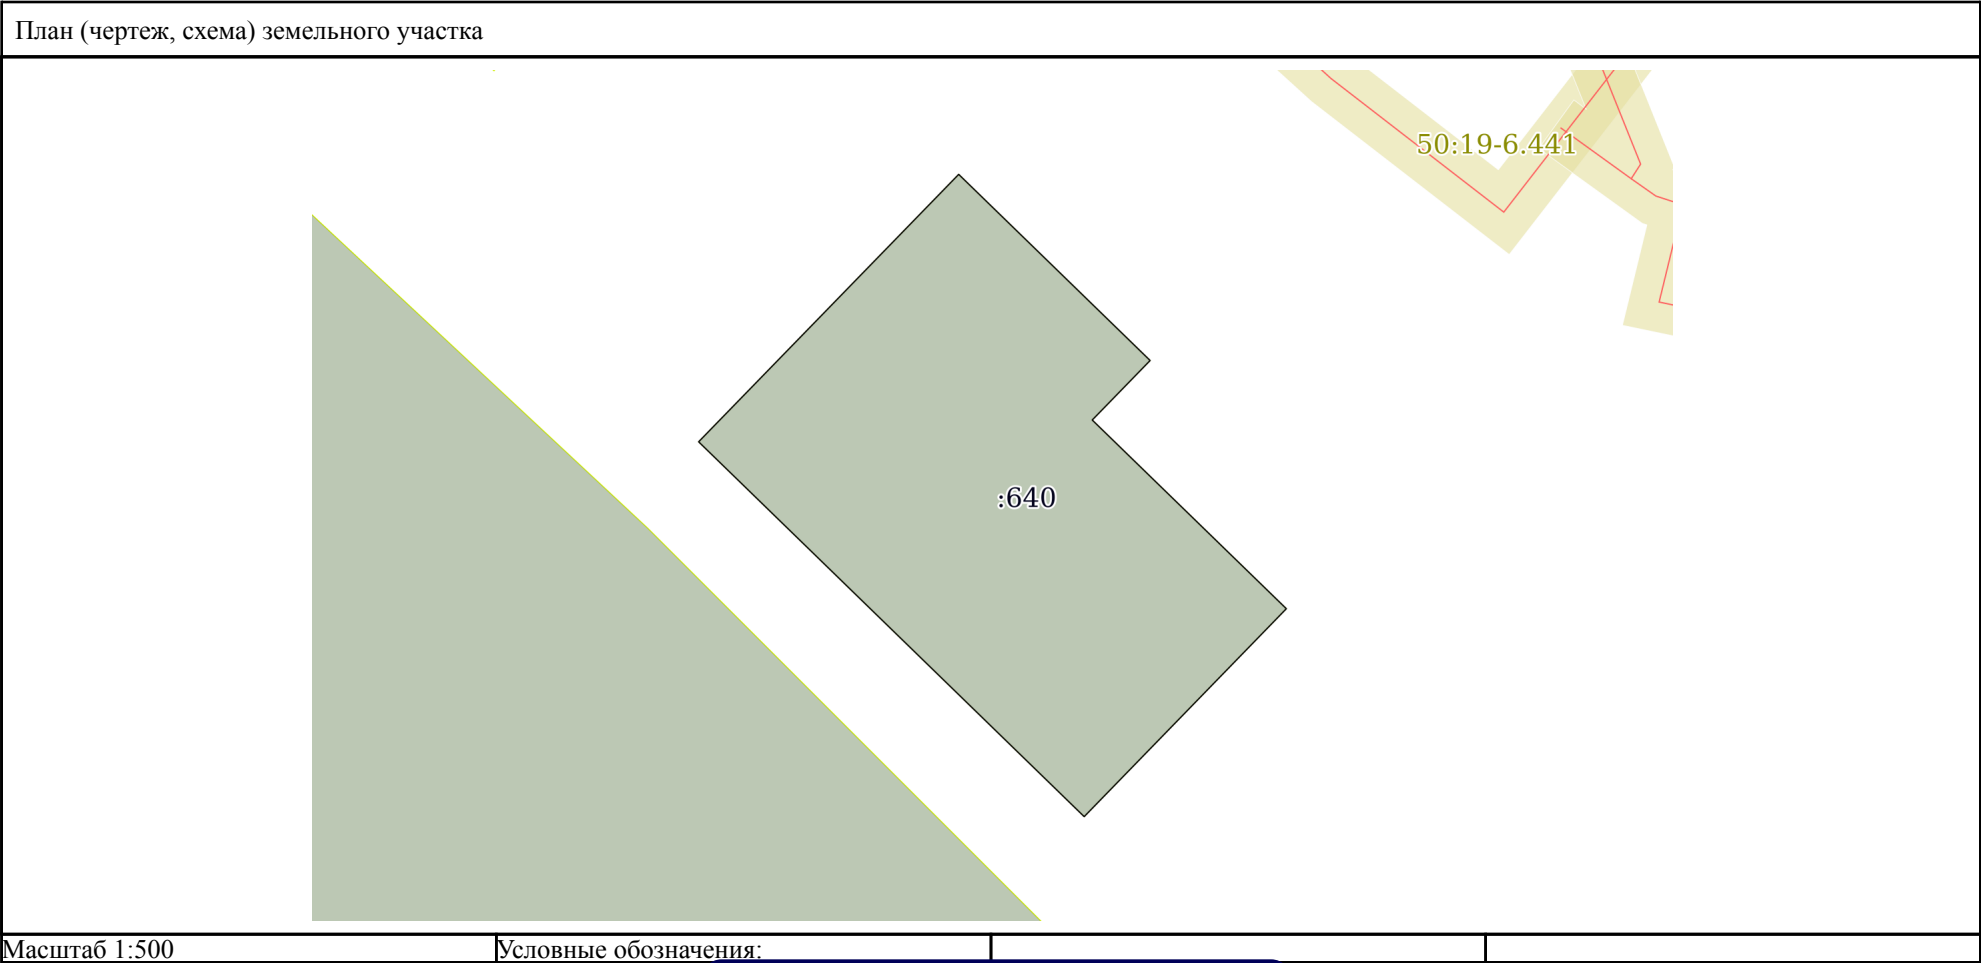 План (чертеж, схема) земельного участка
50:19-6.441
:640
Масштаб 1:500
Условные обозначения: